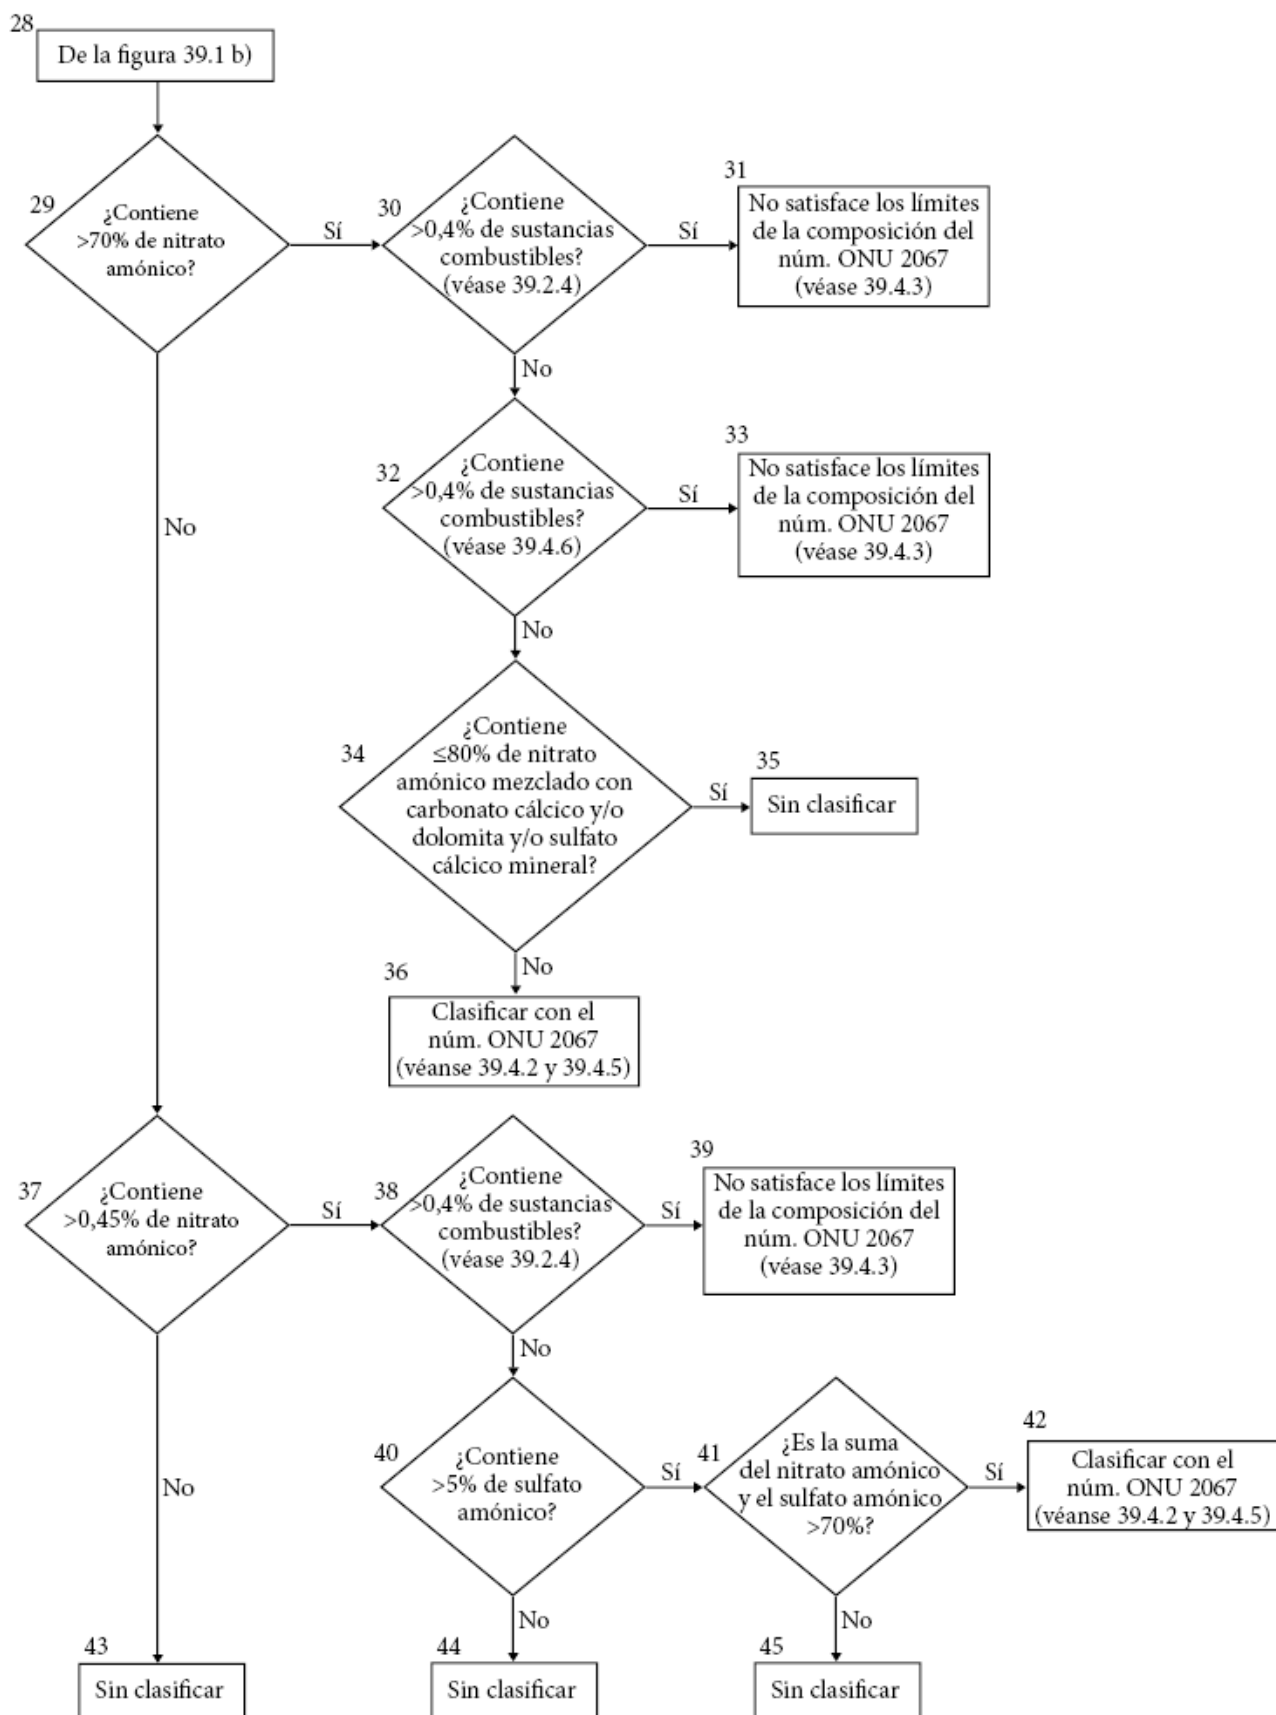 28
De la figura 39.1 b)
29
¿Contiene
>70% de nitrato
amónico?
Sí
30
¿Contiene
>0,4% de sustancias
combustibles?
(véase 39.2.4)
Sí
31
No satisface los límites
de la composición del
núm. ONU 2067
(véase 39.4.3)
No
32
¿Contiene
>0,4% de sustancias
combustibles?
(véase 39.4.6)
Sí
33
No satisface los límites
de la composición del
núm. ONU 2067
(véase 39.4.3)
No
No
34
¿Contiene
≤80% de nitrato
amónico mezclado con
carbonato cálcico y/o
dolomita y/o sulfato
cálcico mineral?
Sí
35
Sin clasificar
No
36
Clasificar con el
núm. ONU 2067
(véanse 39.4.2 y 39.4.5)
37
¿Contiene
>0,45% de nitrato
amónico?
Sí
38
¿Contiene
>0,4% de sustancias
combustibles?
(véase 39.2.4)
Sí
39
No satisface los límites
de la composición del
núm. ONU 2067
(véase 39.4.3)
No
No
40
¿Contiene
>5% de sulfato
amónico?
Sí
41
¿Es la suma
del nitrato amónico
y el sulfato amónico
>70%?
Sí
42
Clasificar con el
núm. ONU 2067
(véanse 39.4.2 y 39.4.5)
No
No
43
Sin clasificar
44
Sin clasificar
45
Sin clasificar